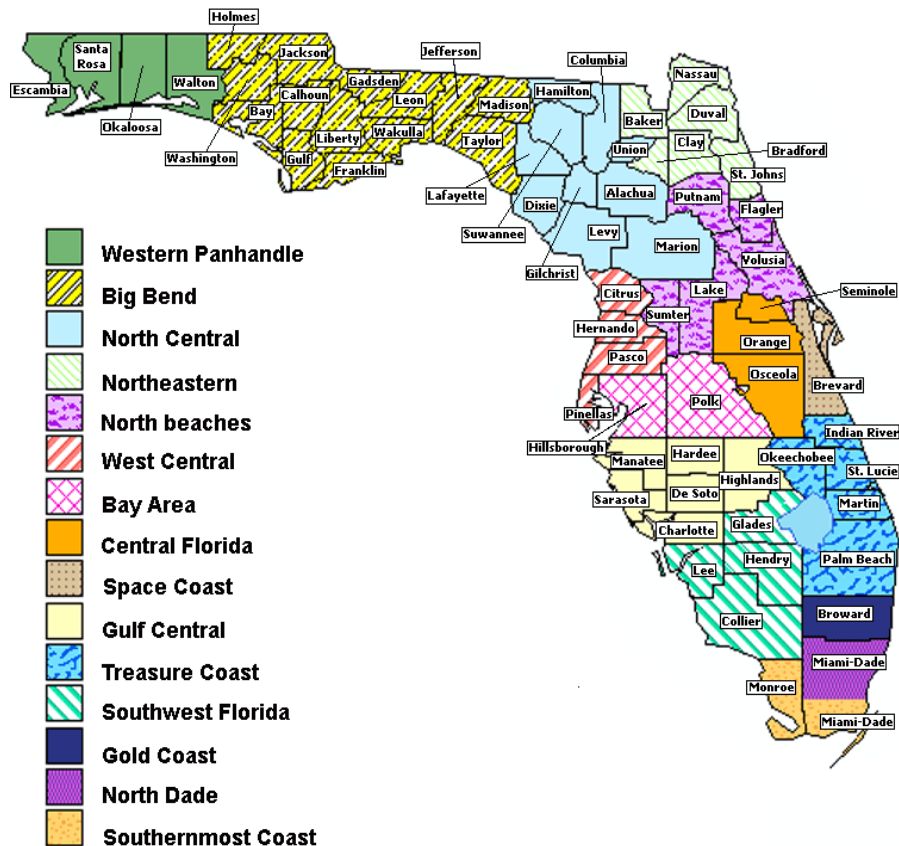 Holmes
Jefferson
Columbia
Santa
Rosa
Jackson
Nassau
Escambia
Walton
Gadsden
Hamilton
Calhoun
Leon
Madison
Baker
Duval
Okaloosa
Bay
Liberty
Wakulla
Taylor
Union
Clay
Bradford
Washington
Gulf
Franklin
St. Johns
Lafayette
Alachua
Putnam
Dixie
Flagler
Suwannee
Levy
Marion
Volusia
Gilchrist
Lake
Seminole
Citrus
Sumter
Hernando
Orange
Pasco
Osceola
Brevard
Polk
Pinellas
Indian River
Hillsborough
Manatee
Hardee
Okeechobee
St. Lucie
Highlands
Sarasota
De Soto
Martin
Charlotte
Glades
Lee
Hendry
Palm Beach
Collier
Broward
Miami-Dade
Monroe
Miami-Dade
Western Panhandle
Big Bend
North Central
Northeastern
North beaches
West Central
Bay Area
Central Florida
Space Coast
Gulf Central
Treasure Coast
Southwest Florida
Gold Coast
North Dade
Southernmost Coast